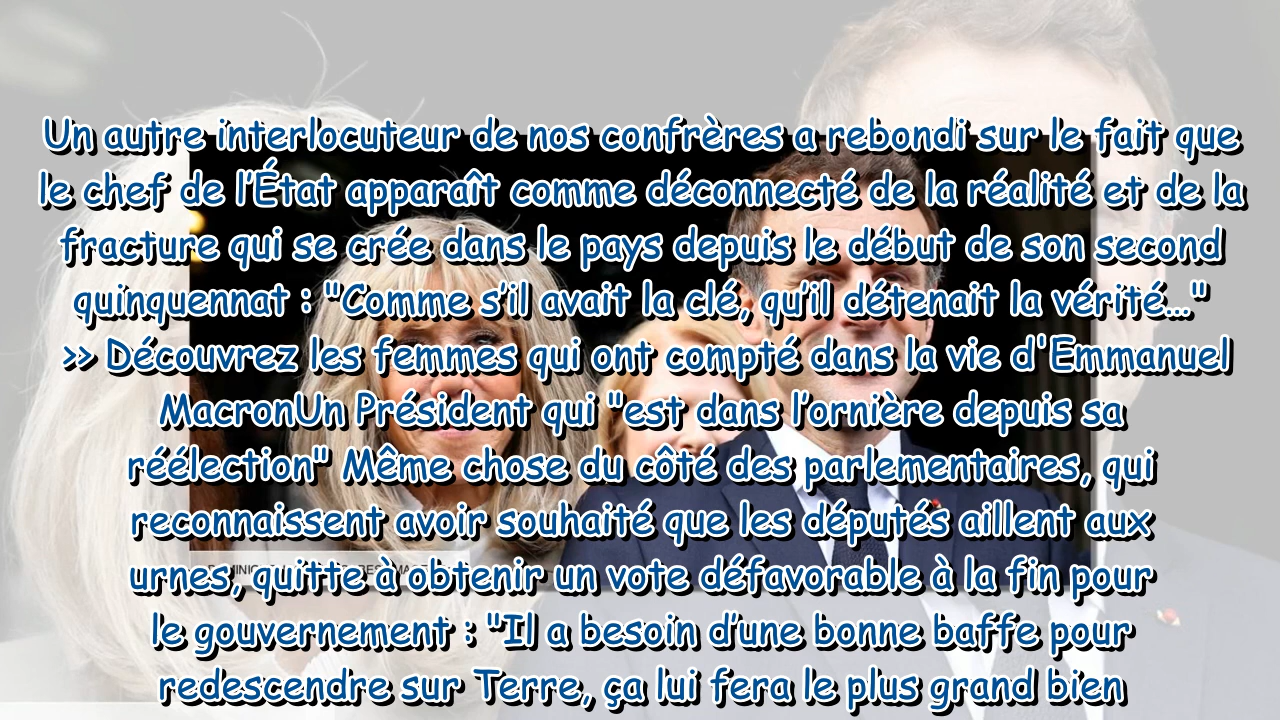 Un autre interlocuteur de nos confrères a rebondi sur le fait que
le chef de l’État apparaît comme déconnecté de la réalité et de la
fracture qui se crée dans le pays depuis le début de son second
quinquennat : "Comme s’il avait la clé, qu’il détenait la vérité..."
>> Découvrez les femmes qui ont compté dans la vie d'Emmanuel
MacronUn Président qui "est dans l’ornière depuis sa
réélection" Même chose du côté des parlementaires, qui
reconnaissent avoir souhaité que les députés aillent aux
urnes, quitte à obtenir un vote défavorable à la fin pour
le gouvernement : "Il a besoin d’une bonne baffe pour
redescendre sur Terre, ça lui fera le plus grand bien